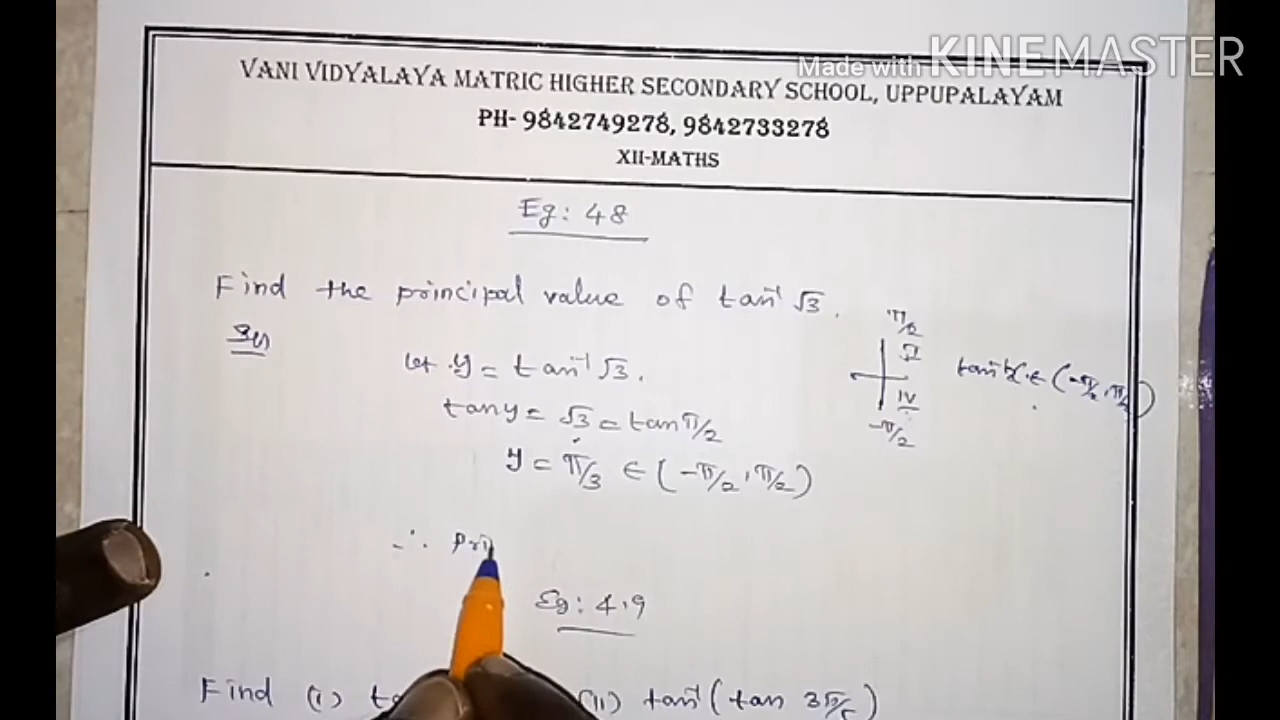 Made with KINEMASTER
VANI VIDYALAYA MATRIC HIGHER SECONDARY SCHOOL, UPPUPALAYAM
PH- 9842749278, 9842733278
XII-MATHS
Eg: 48
Find the principal value of tan⁻¹ √3.
let y = tan⁻¹ √3.
tan y = √3 = tan π/2
y = π/3 ∈ (-π/2, π/2)
π/2
I
IV
-π/2
tan⁻¹x ∈ (-π/2, π/2)
∴ Pri
Eg: 4.9
Find (i) (ii) tan⁻¹ (tan 3π/5)